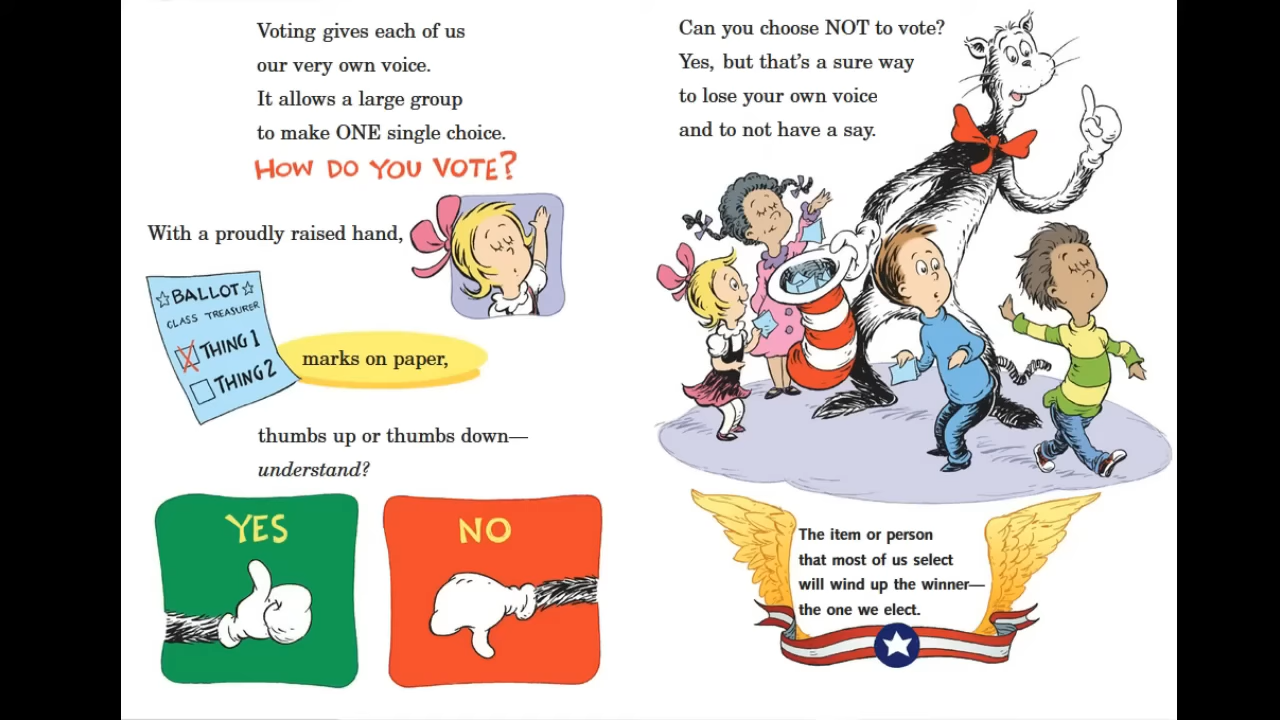 Voting gives each of us
our very own voice.
It allows a large group
to make ONE single choice.
HOW DO YOU VOTE?
With a proudly raised hand,
☆BALLOT☆
CLASS TREASURER
THING 1
THING 2
marks on paper,
thumbs up or thumbs down—
understand?
YES
NO
Can you choose NOT to vote?
Yes, but that's a sure way
to lose your own voice
and to not have a say.
The item or person
that most of us select
will wind up the winner—
the one we elect.